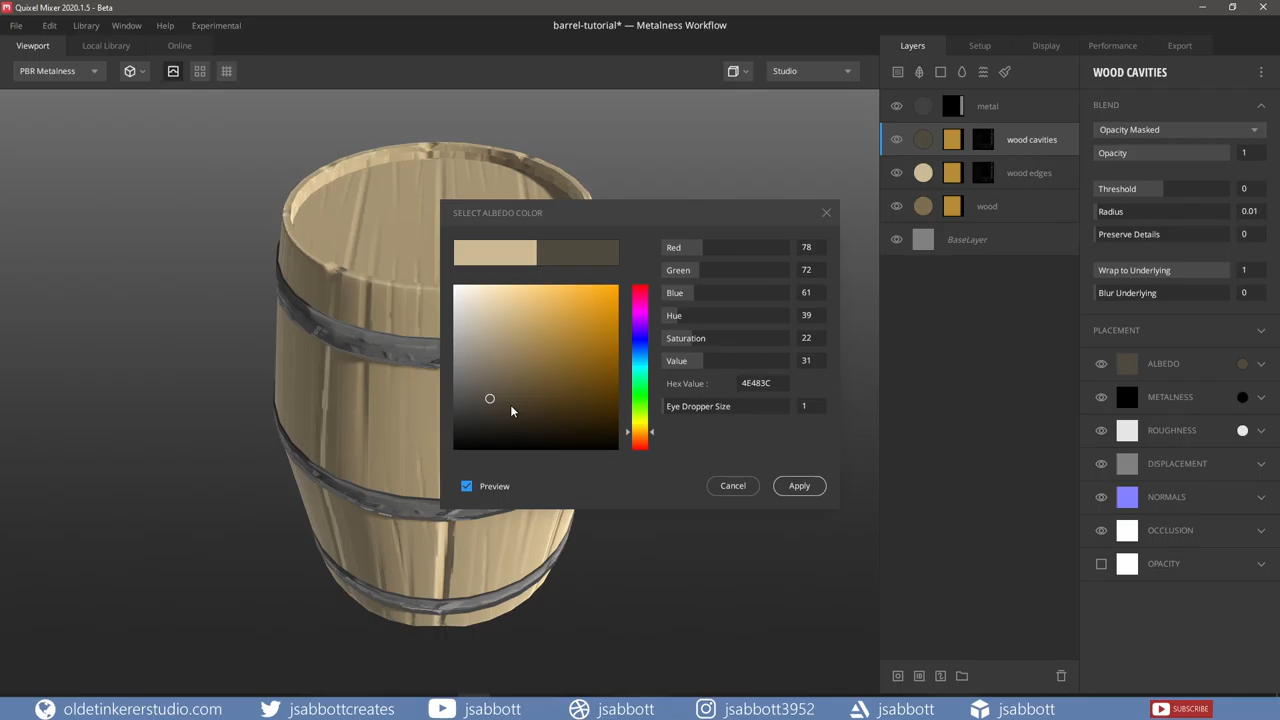 Quixel Mixer 2020.1.5 - Beta
File Edit Library Window Help Experimental
barrel-tutorial* — Metalness Workflow
Viewport Local Library Online
Layers Setup Display Performance Export
PBR Metalness
Studio
WOOD CAVITIES
metal
wood cavities
wood edges
wood
BaseLayer
BLEND
Opacity Masked
Opacity 1
Threshold 0
Radius 0.01
Preserve Details 0
Wrap to Underlying 1
Blur Underlying 0
PLACEMENT
ALBEDO
METALNESS
ROUGHNESS
DISPLACEMENT
NORMALS
OCCLUSION
OPACITY
SELECT ALBEDO COLOR
Red 78
Green 72
Blue 61
Hue 39
Saturation 22
Value 31
Hex Value : 4E483C
Eye Dropper Size 1
Preview
Cancel Apply
oldetinkererstudio.com jsabbottcreates jsabbott jsabbott jsabbott3952 jsabbott jsabbott SUBSCRIBE